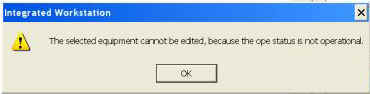 Integrated Workstation
The selected equipment cannot be edited, because the ope status is not operational.
OK